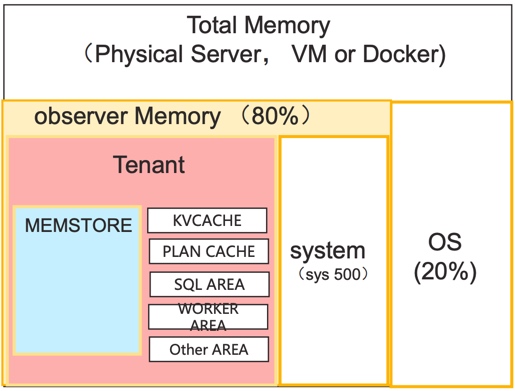 Total Memory
（Physical Server， VM or Docker)
observer Memory （80%）
Tenant
MEMSTORE
KVCACHE
PLAN CACHE
SQL AREA
WORKER
AREA
Other AREA
system
（sys 500）
OS
(20%)